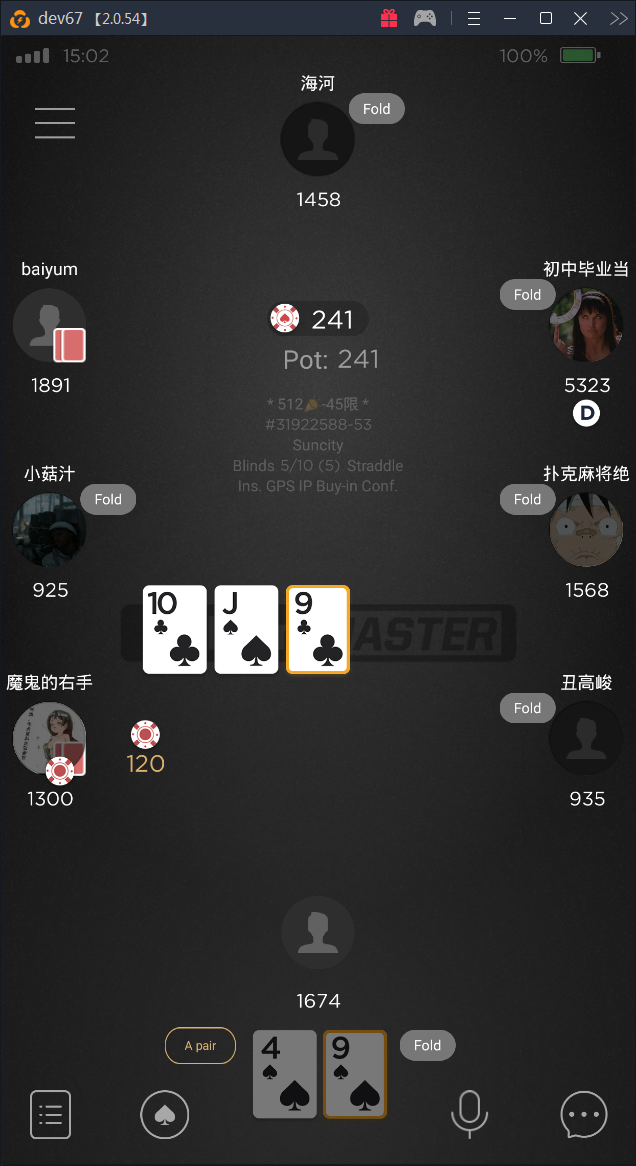 dev67 【2.0.54】
15:02
100%
海河
Fold
1458
baiyum
初中毕业当
Fold
241
1891
Pot: 241
5323
D
* 512 -45限 *
#31922588-53
Suncity
Blinds 5/10 (5) Straddle
Ins. GPS IP Buy-in Conf.
小菇汁
扑克麻将绝
Fold
Fold
925
1568
10
J
9
ASTER
魔鬼的右手
丑高峻
Fold
120
1300
935
1674
A pair
4
9
Fold